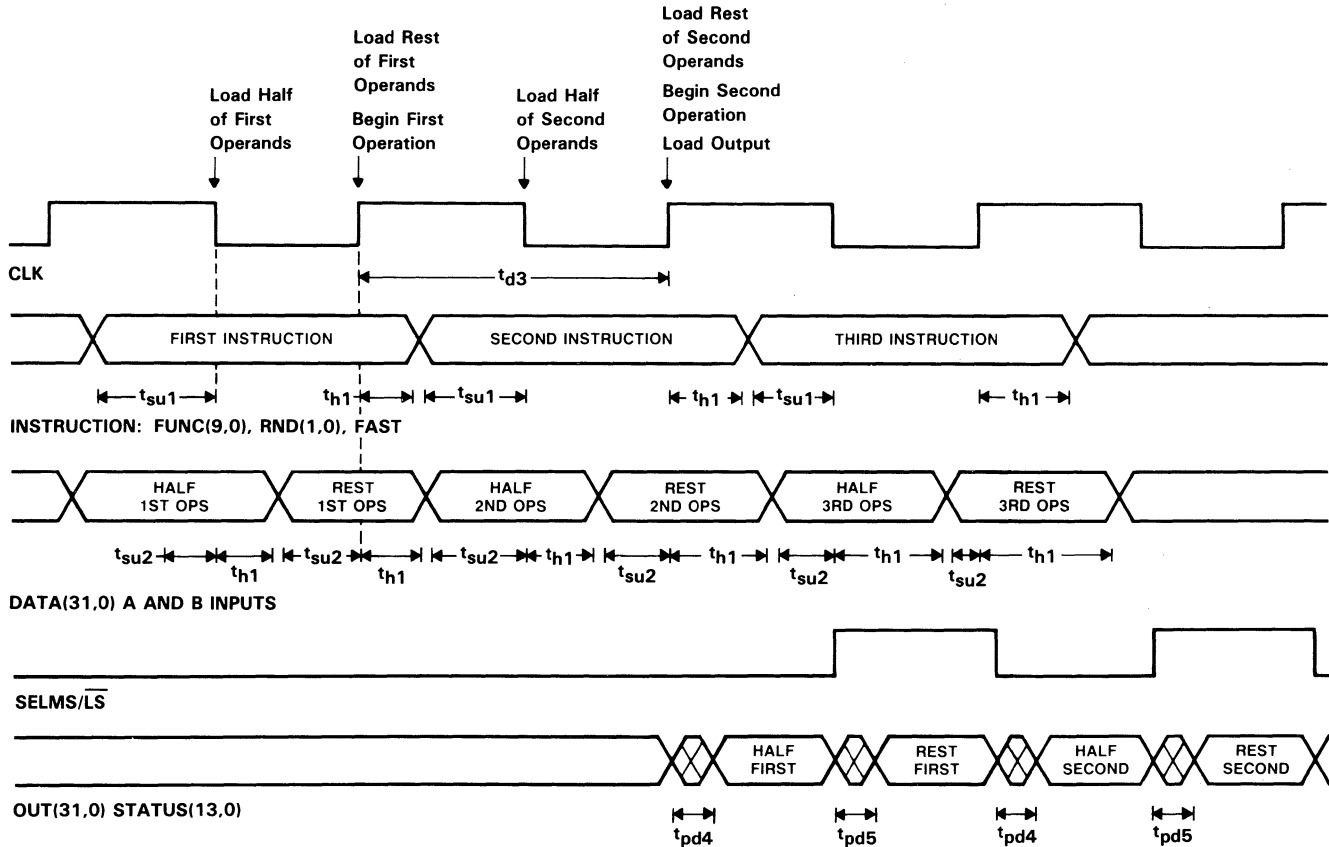 Load Half
of First
Operands
Load Rest
of First
Operands
Begin First
Operation
Load Half
of Second
Operands
Load Rest
of Second
Operands
Begin Second
Operation
Load Output
CLK
td3
FIRST INSTRUCTION
SECOND INSTRUCTION
THIRD INSTRUCTION
tsu1
th1
tsu1
th1
tsu1
th1
INSTRUCTION: FUNC(9,0), RND(1,0), FAST
HALF
1ST OPS
REST
1ST OPS
HALF
2ND OPS
REST
2ND OPS
HALF
3RD OPS
REST
3RD OPS
tsu2
th1
tsu2
th1
tsu2
th1
tsu2
th1
tsu2
th1
tsu2
th1
DATA(31,0) A AND B INPUTS
SELMS/L̅S̅
HALF
FIRST
REST
FIRST
HALF
SECOND
REST
SECOND
OUT(31,0) STATUS(13,0)
tpd4
tpd5
tpd4
tpd5